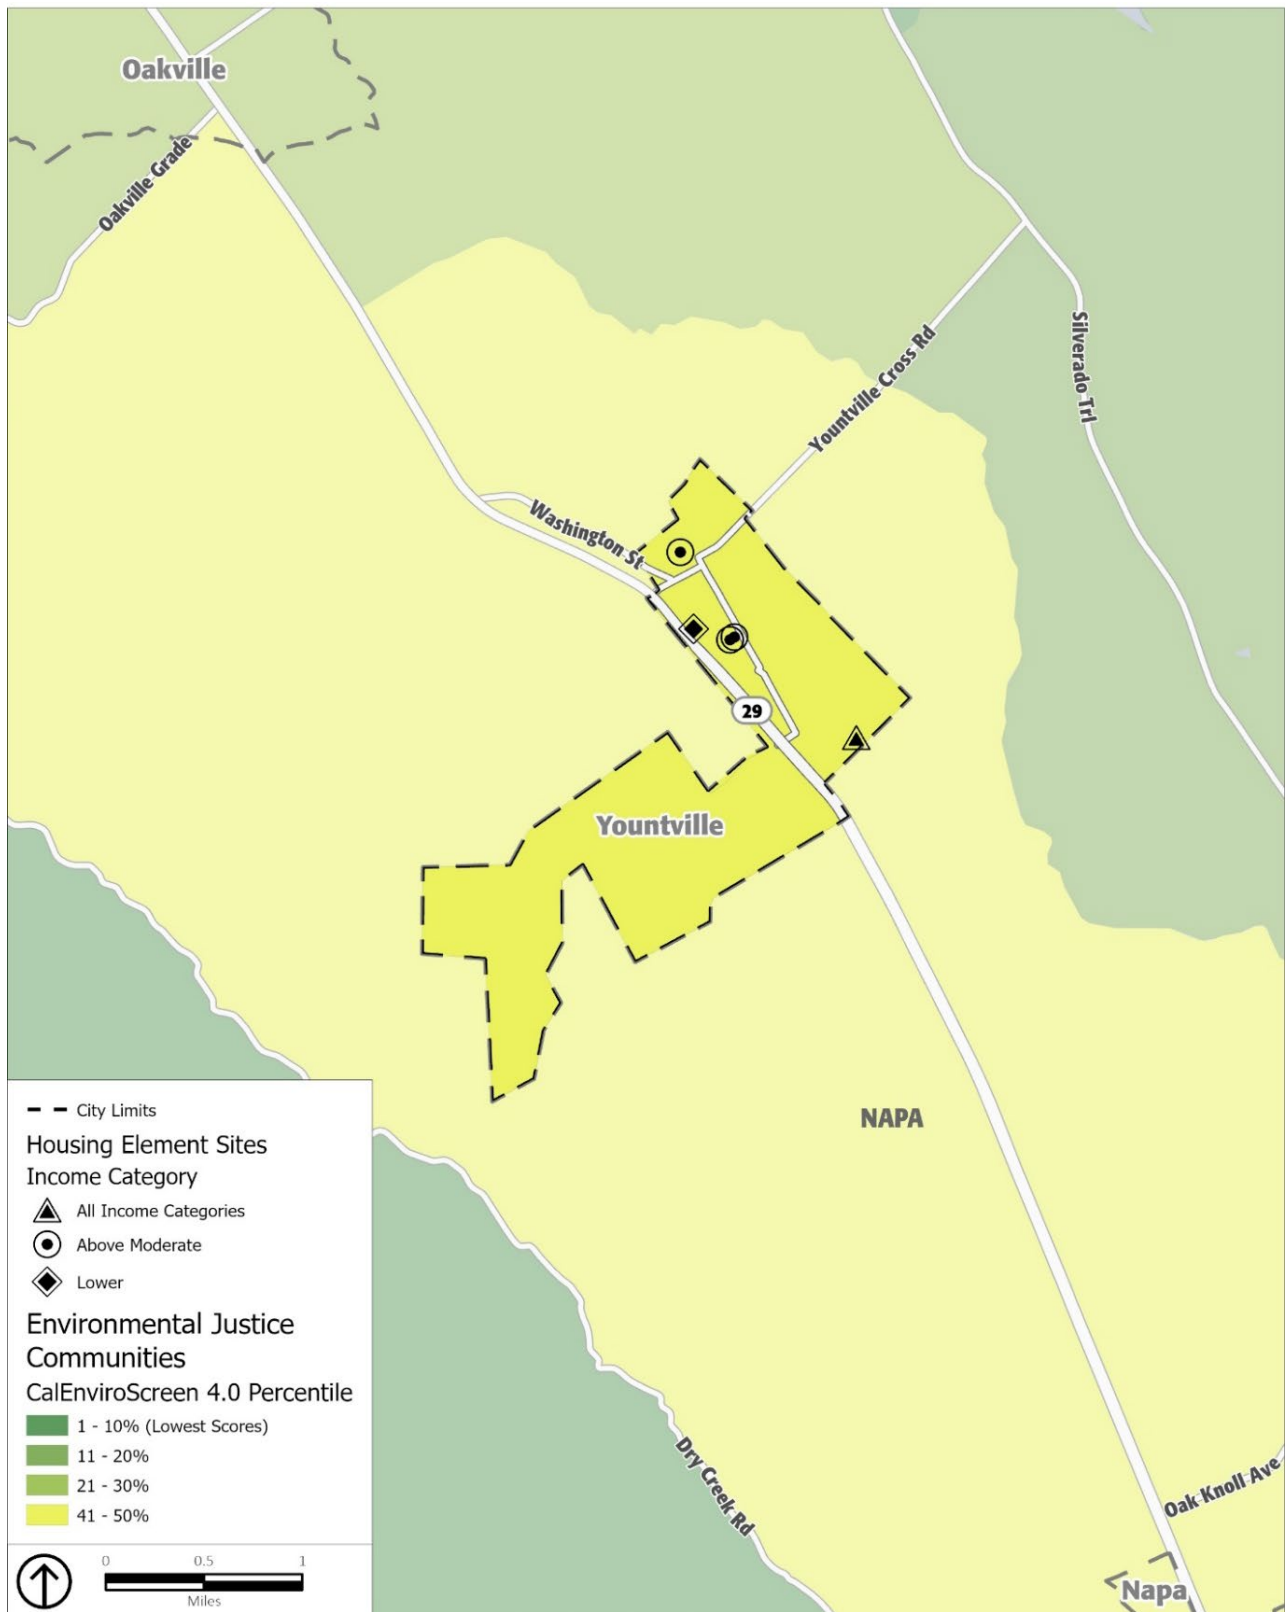 Oakville
Oakville Grade
Silverado Trl
Yountville Cross Rd
Washington St
29
Yountville
NAPA
Dry Creek Rd
Oak Knoll Ave
Napa
City Limits
Housing Element Sites
Income Category
All Income Categories
Above Moderate
Lower
Environmental Justice
Communities
CalEnviroScreen 4.0 Percentile
1 - 10% (Lowest Scores)
11 - 20%
21 - 30%
41 - 50%
0 0.5 1
Miles